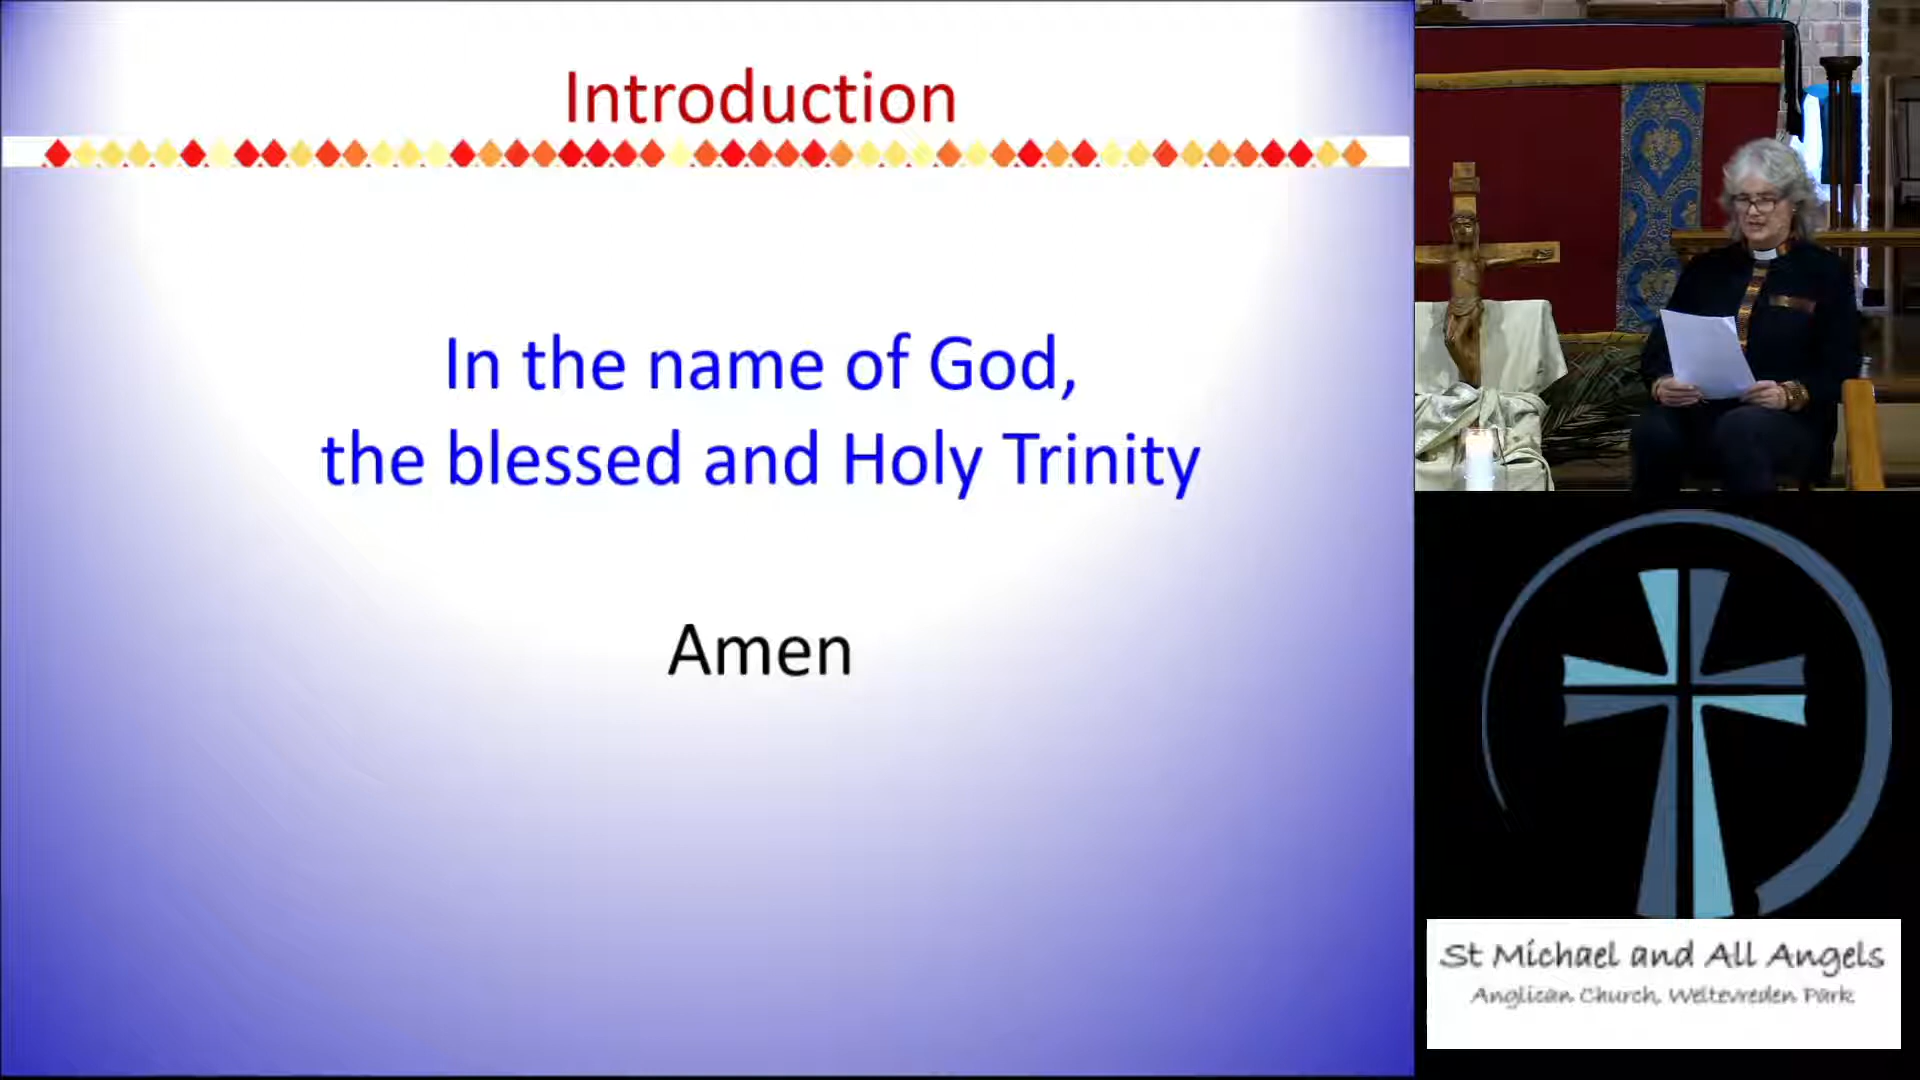 Introduction
In the name of God,
the blessed and Holy Trinity
Amen
St Michael and All Angels
Anglican Church, Weltevreden Park